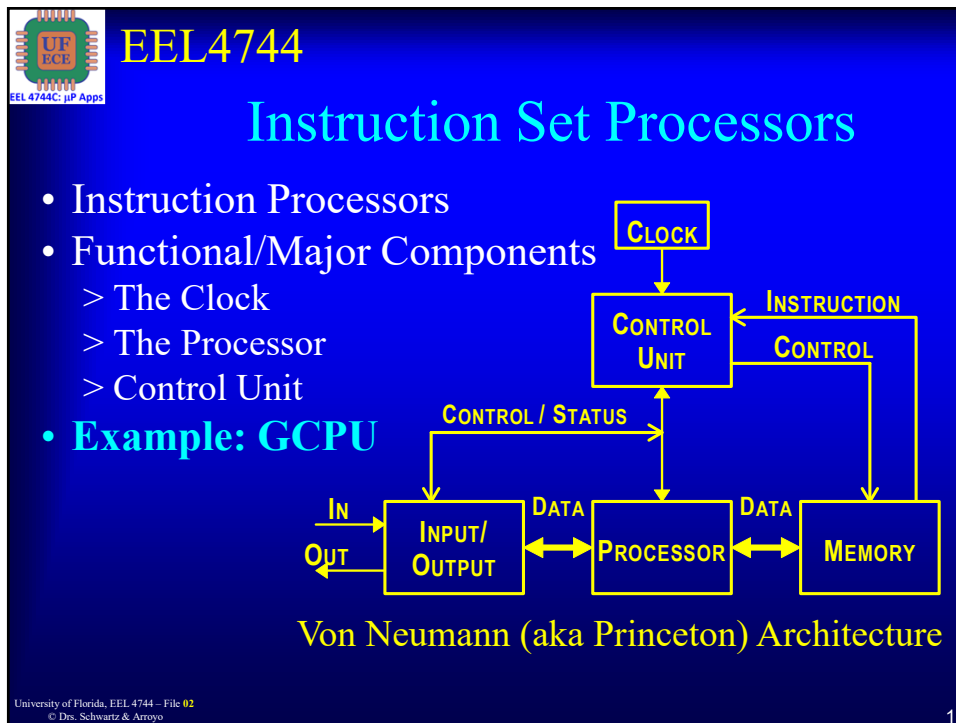 UF
ECE
EEL 4744C: µP Apps
EEL4744
Instruction Set Processors
• Instruction Processors
• Functional/Major Components
> The Clock
> The Processor
> Control Unit
• Example: GCPU
CLOCK
CONTROL
UNIT
INSTRUCTION
CONTROL
CONTROL / STATUS
IN
OUT
INPUT/
OUTPUT
DATA
PROCESSOR
DATA
MEMORY
Von Neumann (aka Princeton) Architecture
University of Florida, EEL 4744 – File 02
© Drs. Schwartz & Arroyo
1